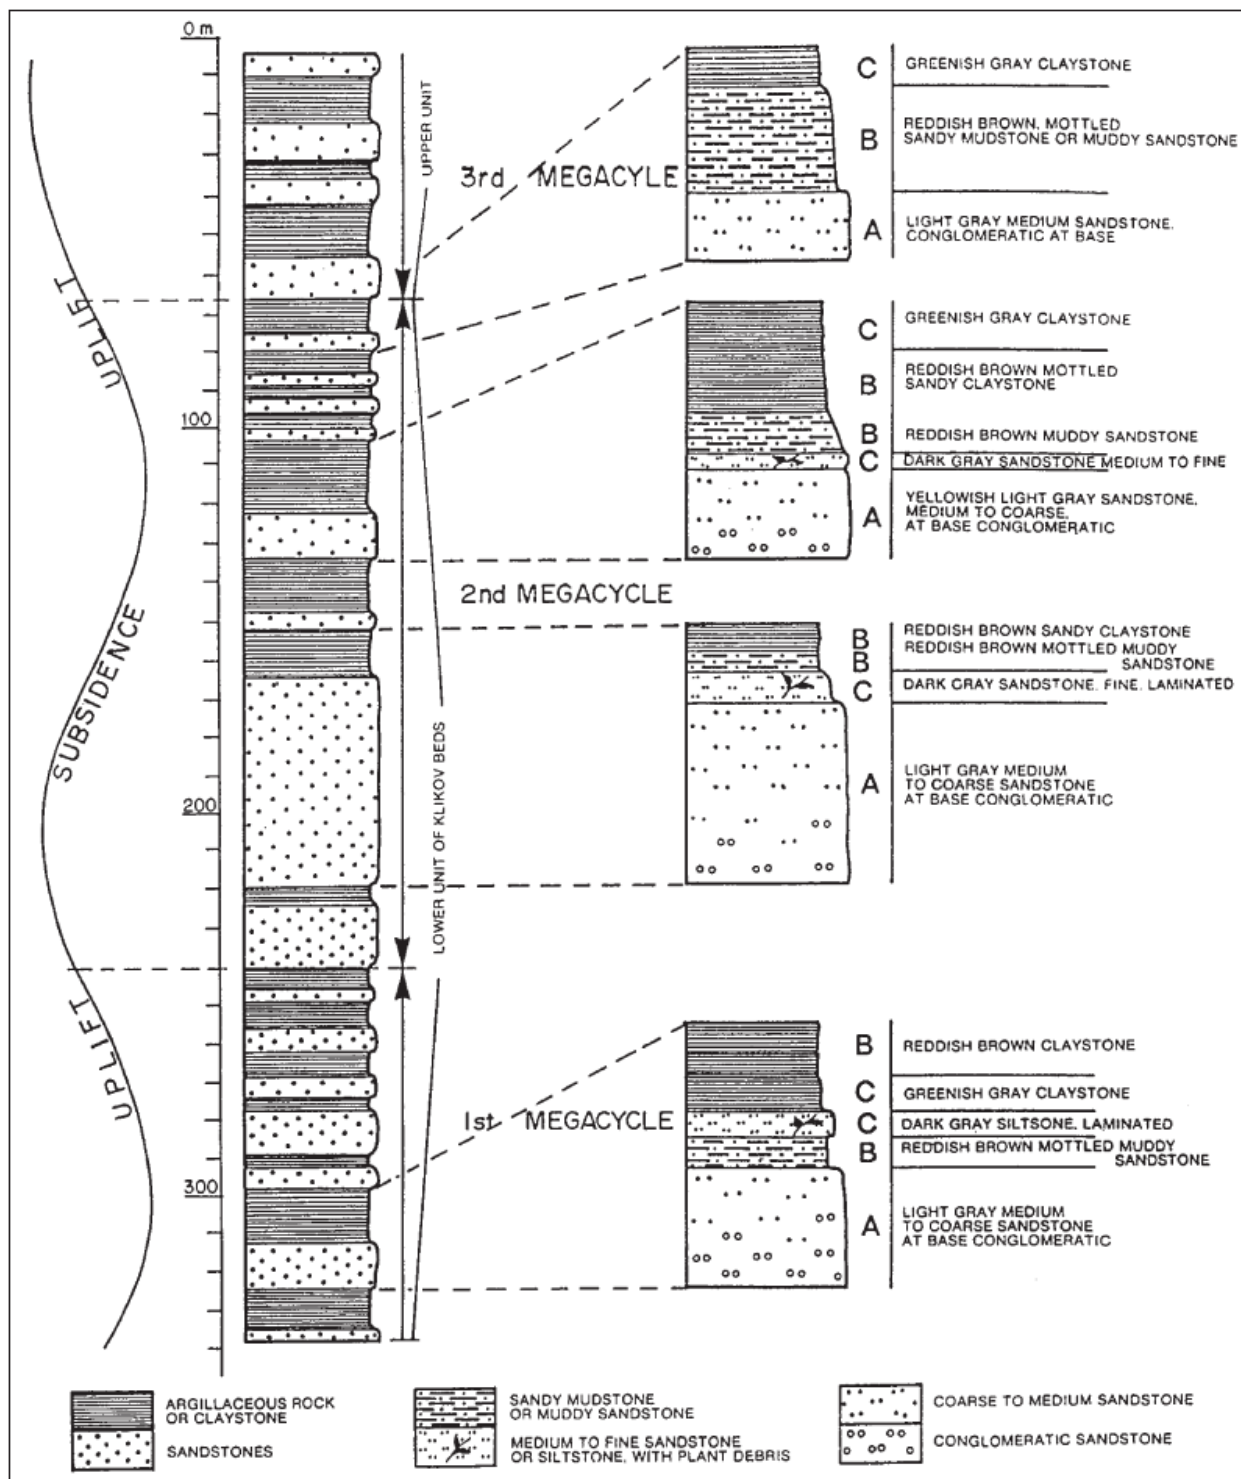 0 m
100
200
300
UPLIFT
SUBSIDENCE
UPLIFT
UPPER UNIT
LOWER UNIT OF KLIKOV BEDS
3rd MEGACYLE
2nd MEGACYCLE
1st MEGACYCLE
C GREENISH GRAY CLAYSTONE
B REDDISH BROWN, MOTTLED
SANDY MUDSTONE OR MUDDY SANDSTONE
A LIGHT GRAY MEDIUM SANDSTONE,
CONGLOMERATIC AT BASE
C GREENISH GRAY CLAYSTONE
B REDDISH BROWN MOTTLED
SANDY CLAYSTONE
B REDDISH BROWN MUDDY SANDSTONE
C DARK GRAY SANDSTONE MEDIUM TO FINE
A YELLOWISH LIGHT GRAY SANDSTONE,
MEDIUM TO COARSE,
AT BASE CONGLOMERATIC
B REDDISH BROWN SANDY CLAYSTONE
B REDDISH BROWN MOTTLED MUDDY
SANDSTONE
C DARK GRAY SANDSTONE, FINE, LAMINATED
A LIGHT GRAY MEDIUM
TO COARSE SANDSTONE
AT BASE CONGLOMERATIC
B REDDISH BROWN CLAYSTONE
C GREENISH GRAY CLAYSTONE
C DARK GRAY SILTSONE, LAMINATED
B REDDISH BROWN MOTTLED MUDDY
SANDSTONE
A LIGHT GRAY MEDIUM
TO COARSE SANDSTONE
AT BASE CONGLOMERATIC
ARGILLACEOUS ROCK
OR CLAYSTONE
SANDSTONES
SANDY MUDSTONE
OR MUDDY SANDSTONE
MEDIUM TO FINE SANDSTONE
OR SILTSTONE, WITH PLANT DEBRIS
COARSE TO MEDIUM SANDSTONE
CONGLOMERATIC SANDSTONE